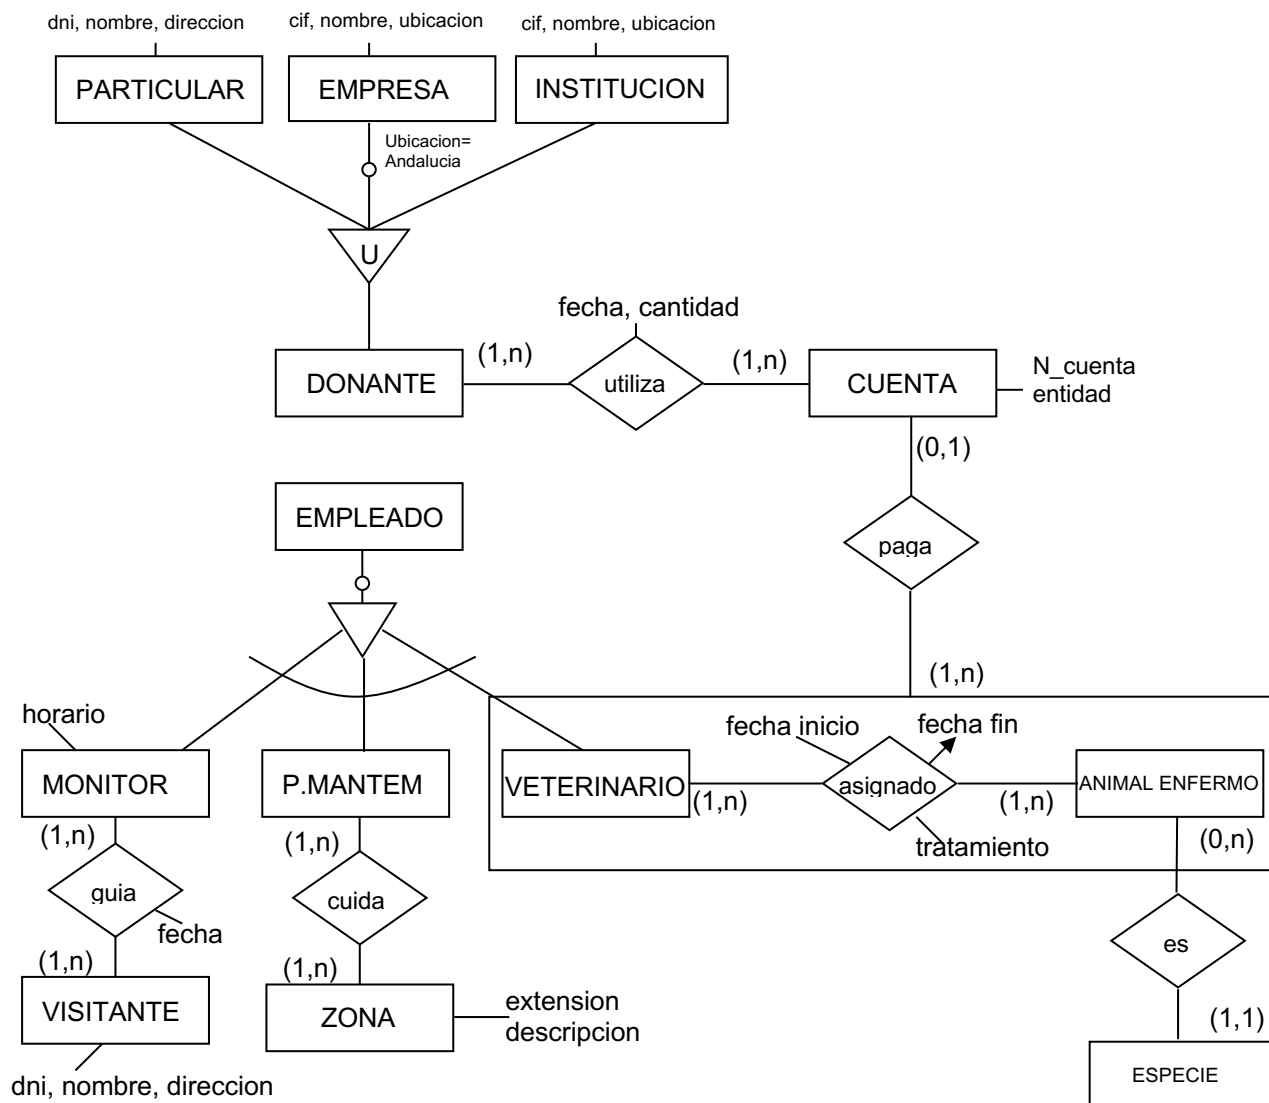 dni, nombre, direccion
cif, nombre, ubicacion
cif, nombre, ubicacion
PARTICULAR
EMPRESA
INSTITUCION
Ubicacion=
Andalucia
U
fecha, cantidad
(1,n)
(1,n)
DONANTE
utiliza
CUENTA
N_cuenta
entidad
(0,1)
EMPLEADO
paga
(1,n)
horario
fecha inicio
fecha fin
MONITOR
P.MANTEM
VETERINARIO
asignado
ANIMAL ENFERMO
(1,n)
(1,n)
(1,n)
(1,n)
(0,n)
tratamiento
guia
cuida
fecha
es
(1,n)
(1,n)
VISITANTE
ZONA
extension
descripcion
(1,1)
ESPECIE
dni, nombre, direccion